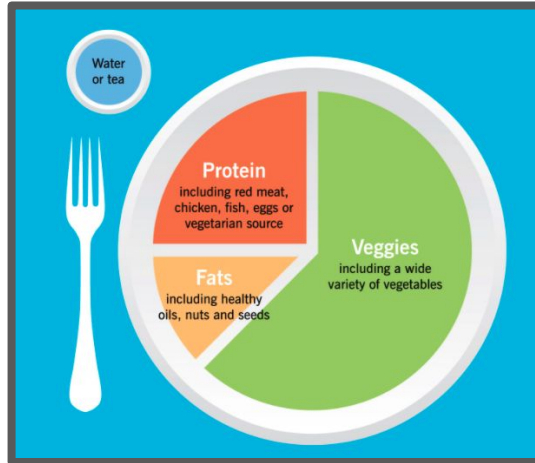 Water
or tea
Protein
including red meat,
chicken, fish, eggs or
vegetarian source
Fats
including healthy
oils, nuts and seeds
Veggies
including a wide
variety of vegetables